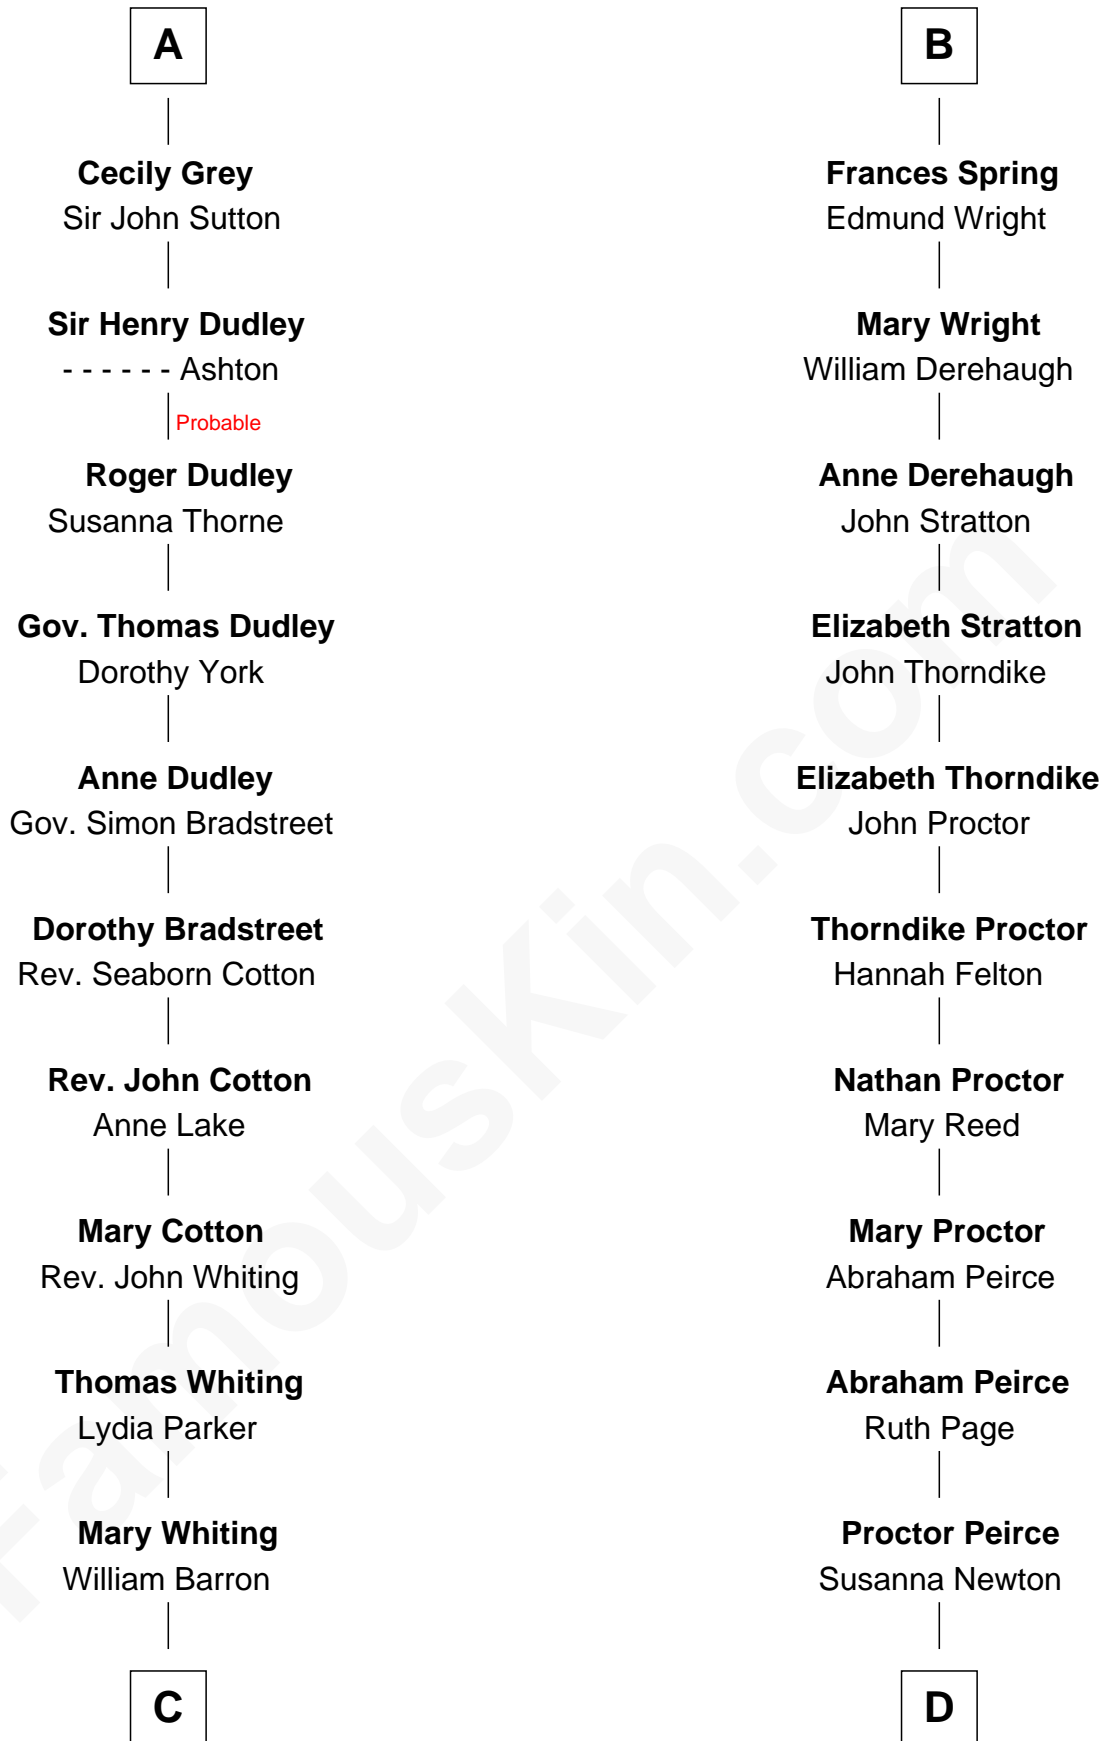 A
Cecily Grey
Sir John Sutton
Sir Henry Dudley
- - - - - - Ashton
Probable
Roger Dudley
Susanna Thorne
Gov. Thomas Dudley
Dorothy York
Anne Dudley
Gov. Simon Bradstreet
Dorothy Bradstreet
Rev. Seaborn Cotton
Rev. John Cotton
Anne Lake
Mary Cotton
Rev. John Whiting
Thomas Whiting
Lydia Parker
Mary Whiting
William Barron
C
B
Frances Spring
Edmund Wright
Mary Wright
William Derehaugh
Anne Derehaugh
John Stratton
Elizabeth Stratton
John Thorndike
Elizabeth Thorndike
John Proctor
Thorndike Proctor
Hannah Felton
Nathan Proctor
Mary Reed
Mary Proctor
Abraham Peirce
Abraham Peirce
Ruth Page
Proctor Peirce
Susanna Newton
D
FamousKin.com